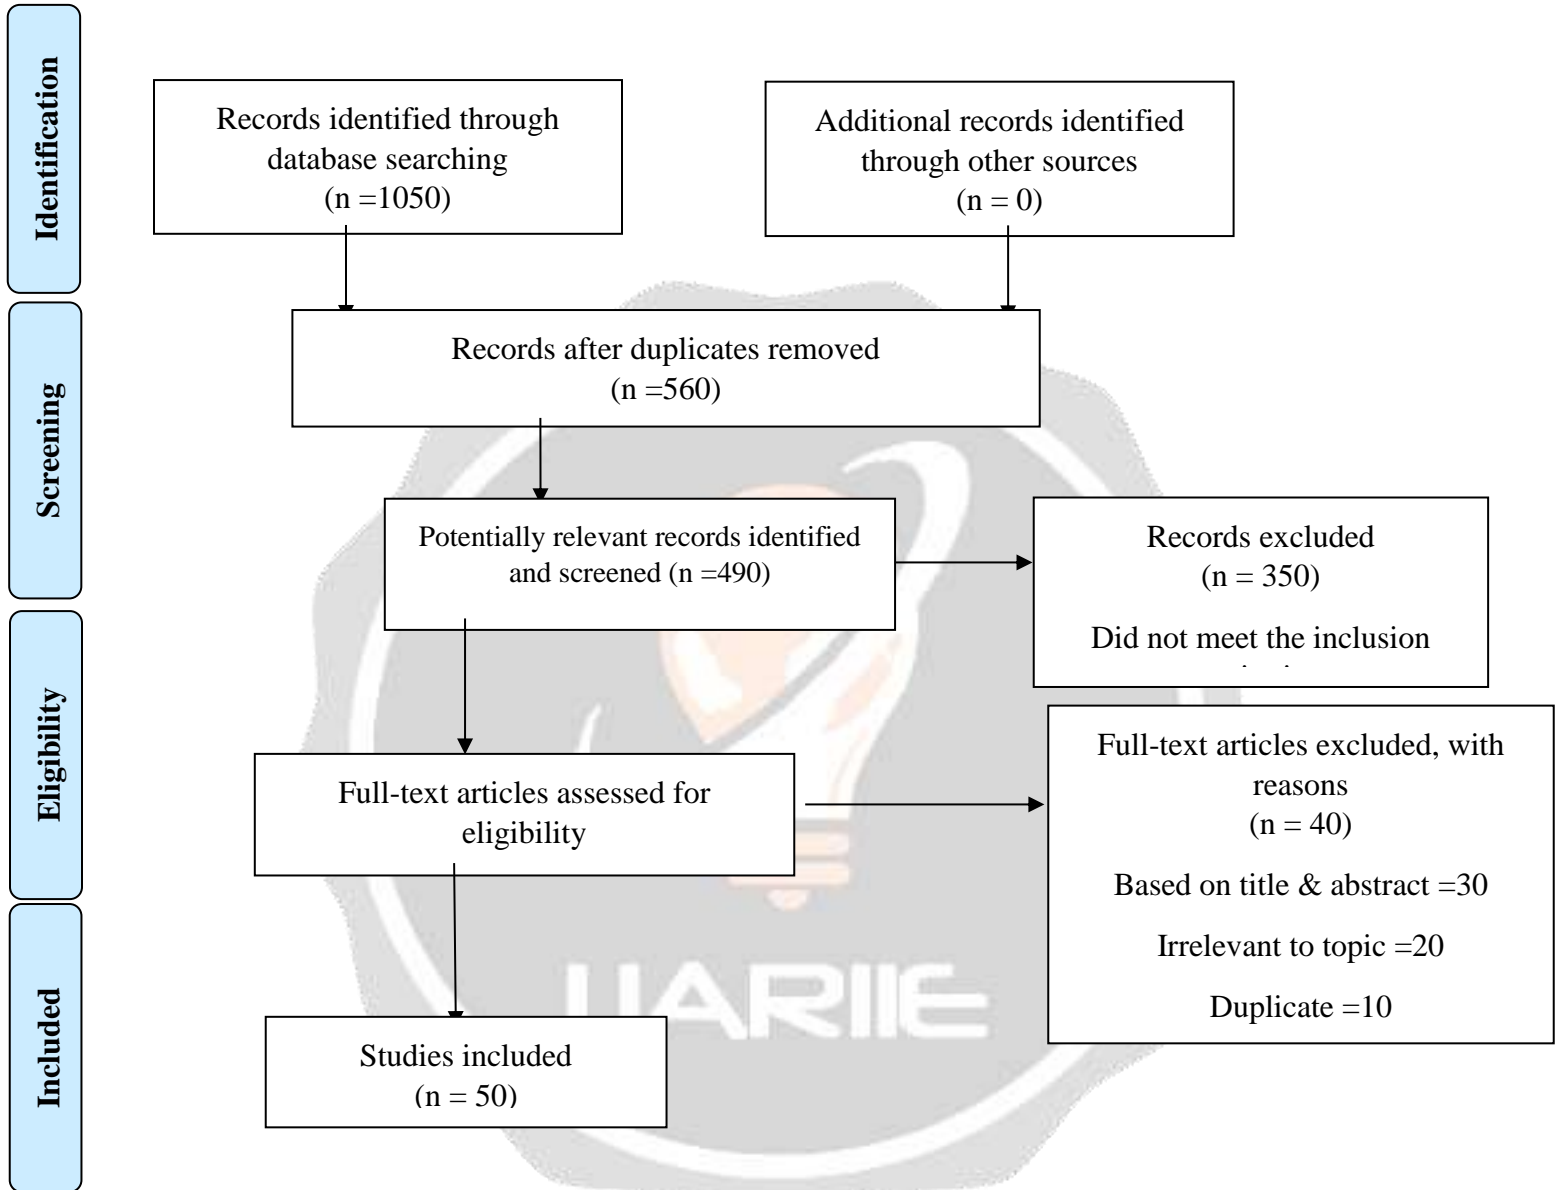 Identification
Records identified through
database searching
(n =1050)
Additional records identified
through other sources
(n = 0)
Screening
Records after duplicates removed
(n =560)
Potentially relevant records identified
and screened (n =490)
Records excluded
(n = 350)
Did not meet the inclusion
Eligibility
Full-text articles assessed for
eligibility
Full-text articles excluded, with
reasons
(n = 40)
Based on title & abstract =30
Irrelevant to topic =20
Duplicate =10
Included
Studies included
(n = 50)
IJARIIE